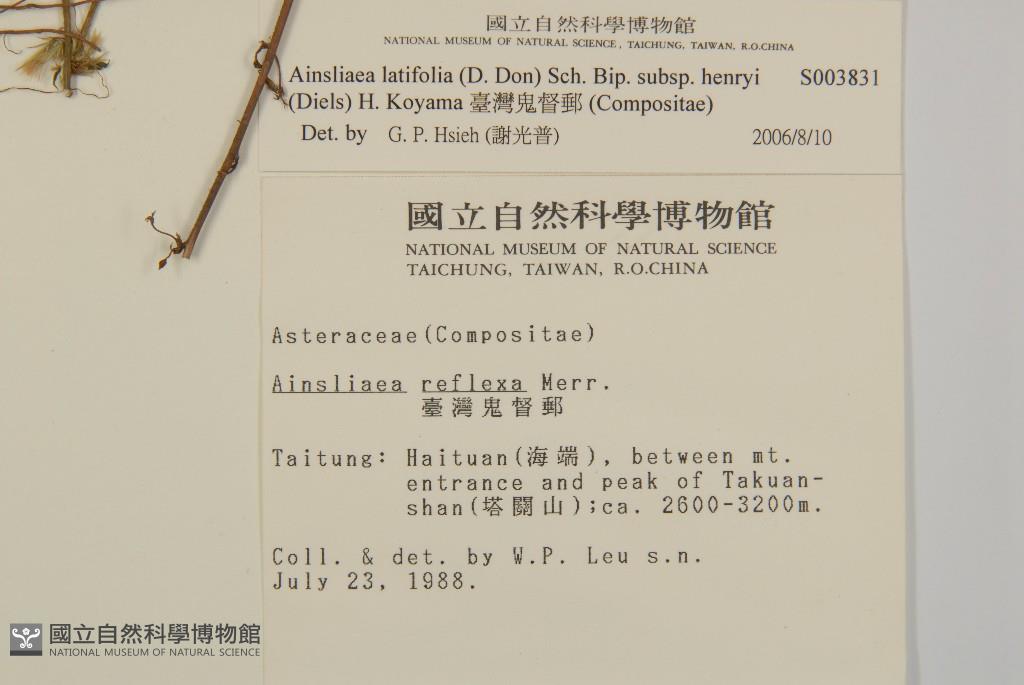 國立自然科學博物館
NATIONAL MUSEUM OF NATURAL SCIENCE, TAICHUNG, TAIWAN, R.O.CHINA
Ainsliaea latifolia (D. Don) Sch. Bip. subsp. henryi S003831
(Diels) H. Koyama 臺灣鬼督郵 (Compositae)
Det. by G. P. Hsieh (謝光普) 2006/8/10
國立自然科學博物館
NATIONAL MUSEUM OF NATURAL SCIENCE
TAICHUNG, TAIWAN, R.O.CHINA
Asteraceae(Compositae)
Ainsliaea reflexa Merr.
臺灣鬼督郵
Taitung: Haituan(海端), between mt.
entrance and peak of Takuan-
shan(塔關山);ca. 2600-3200m.
Coll. & det. by W.P. Leu s.n.
July 23, 1988.
國立自然科學博物館
NATIONAL MUSEUM OF NATURAL SCIENCE